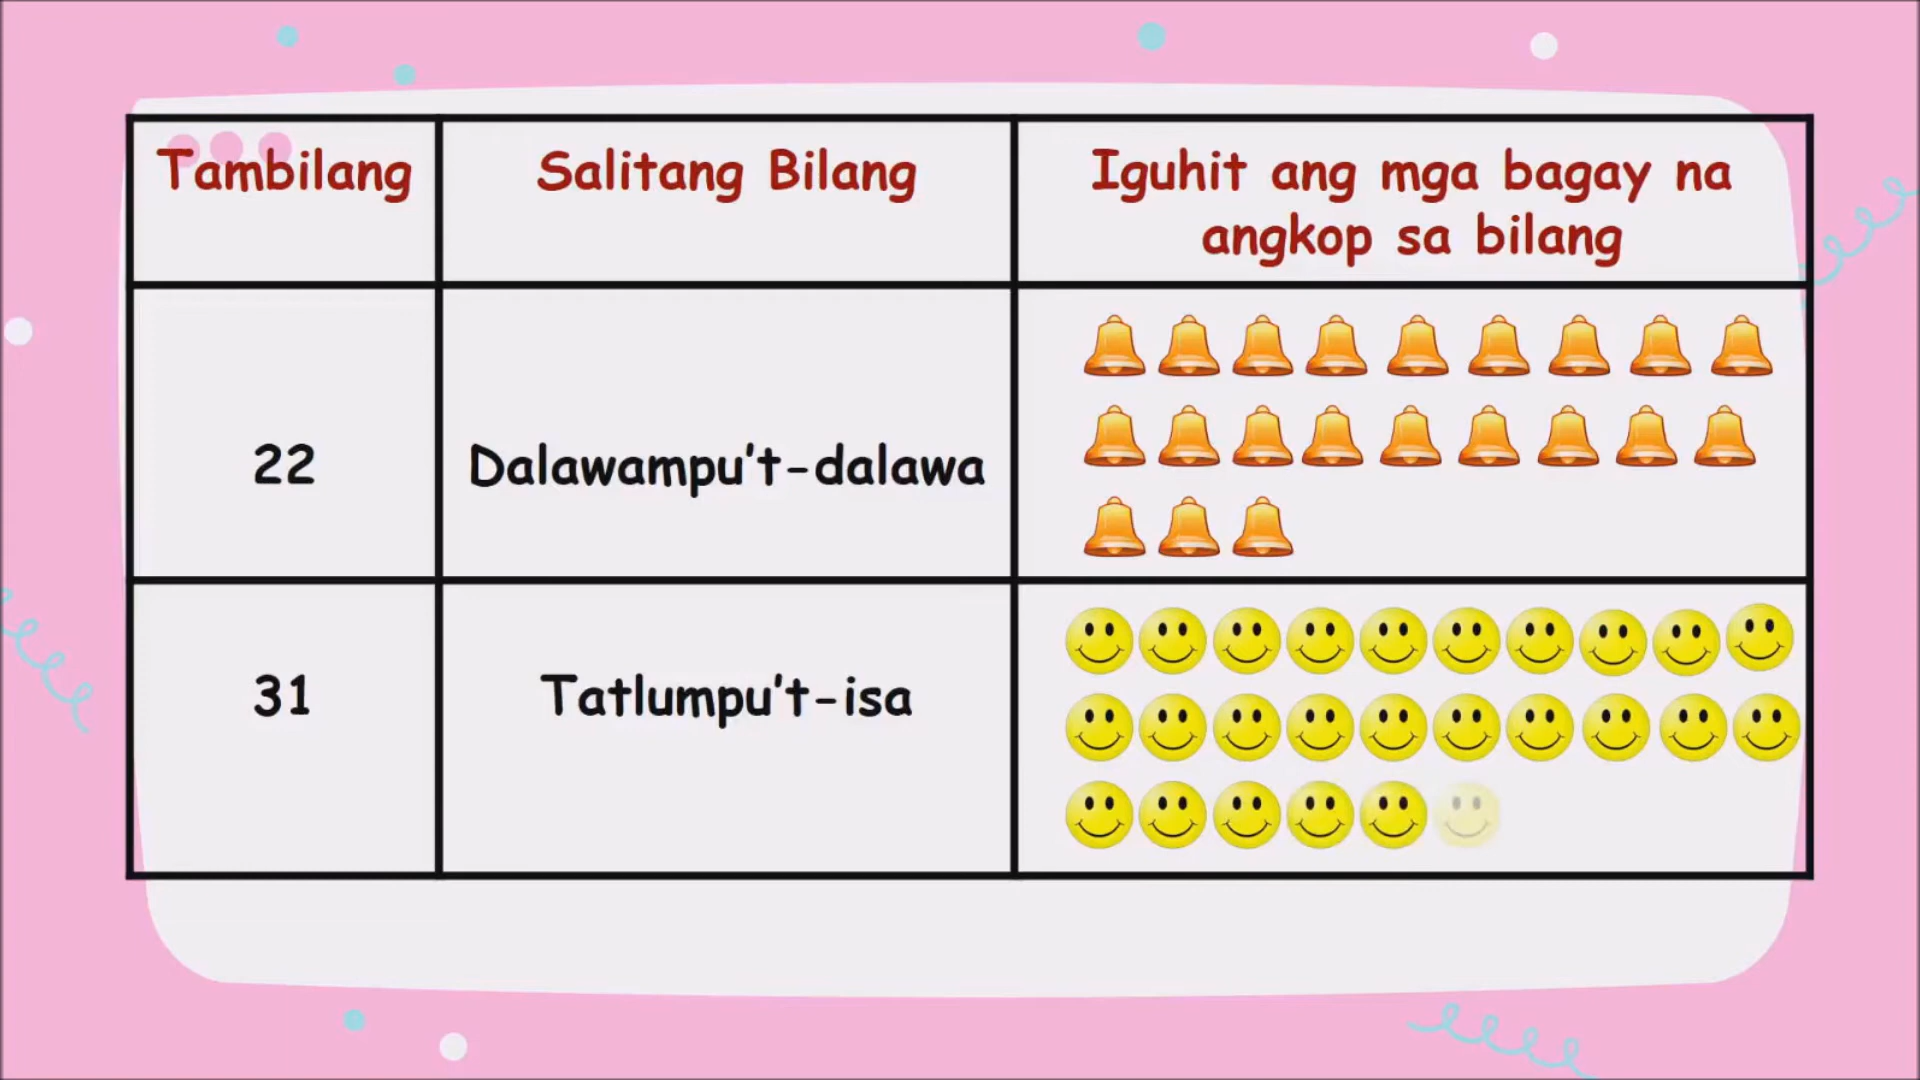 Tambilang
Salitang Bilang
Iguhit ang mga bagay na
angkop sa bilang
22
Dalawampu't-dalawa
31
Tatlumpu't-isa